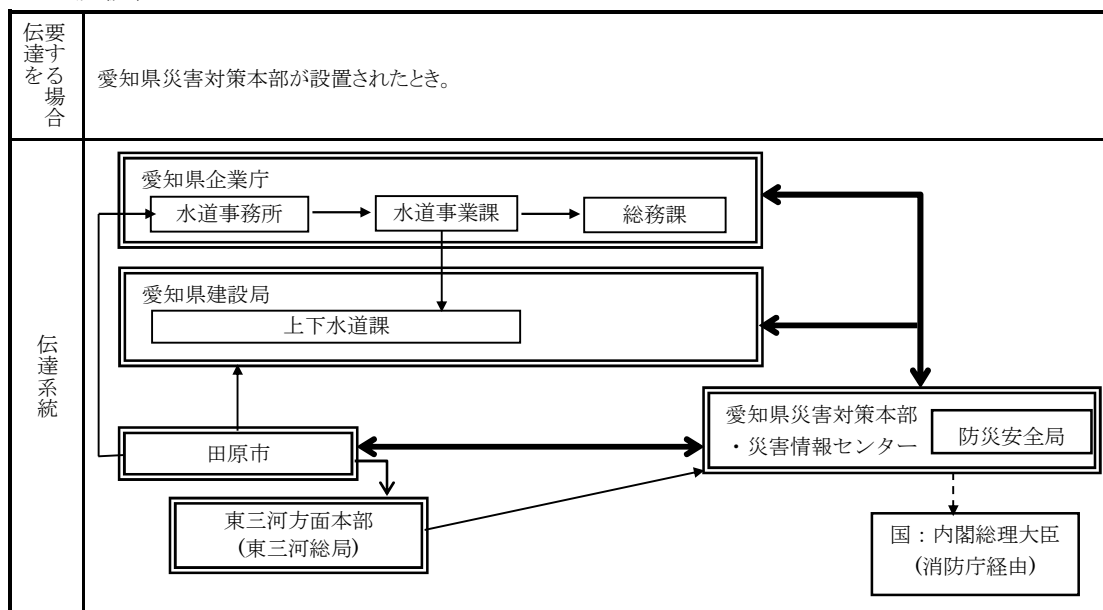 伝達を
要する場合
愛知県災害対策本部が設置されたとき。
伝達系統
愛知県企業庁
水道事務所
水道事業課
総務課
愛知県建設局
上下水道課
田原市
愛知県災害対策本部
・災害情報センター
防災安全局
東三河方面本部
(東三河総局)
国：内閣総理大臣
(消防庁経由)